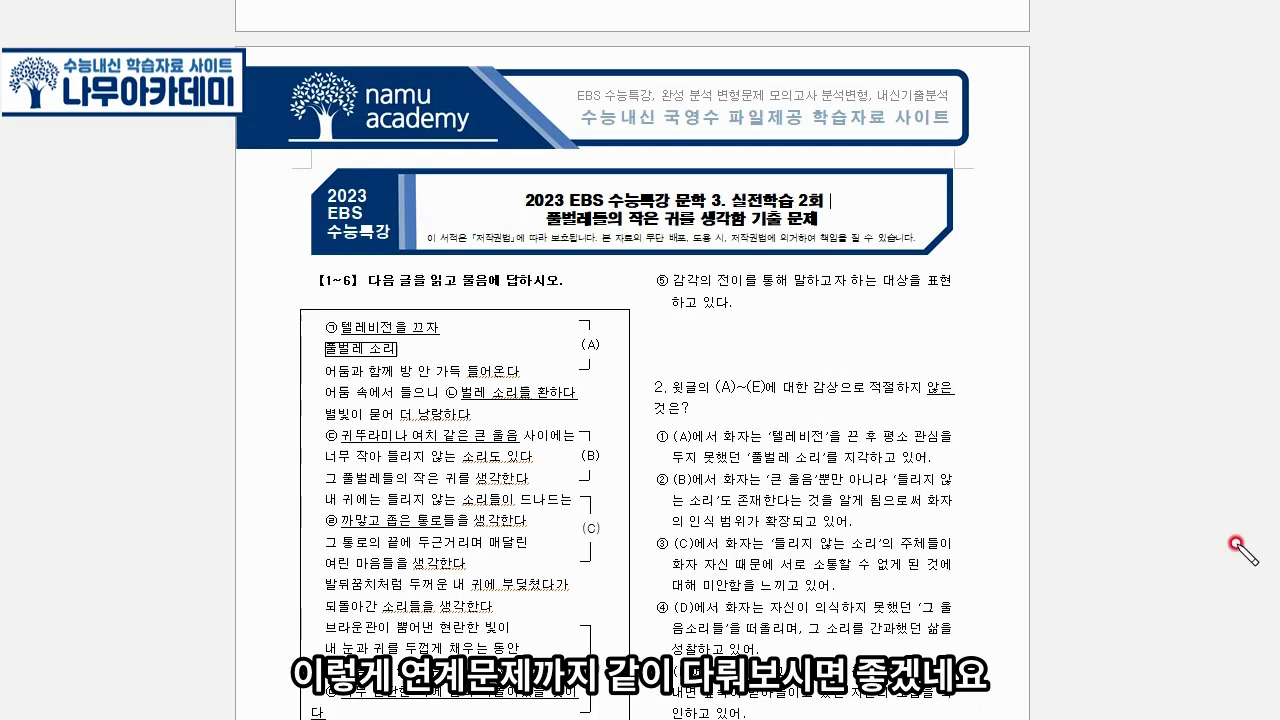 수능내신 학습자료 사이트
나무아카데미
namu
academy
EBS 수능특강, 완성 분석 변형문제 모의고사 분석변형, 내신기출분석
수능내신 국영수 파일제공 학습자료 사이트
2023
EBS
수능특강
2023 EBS 수능특강 문학 3. 실전학습 2회 |
풀벌레들의 작은 귀를 생각함 기출 문제
이 서적은 「저작권법」에 따라 보호됩니다. 본 자료의 무단 배포, 도용 시, 저작권법에 의거하여 책임을 질 수 있습니다.
【1~6】 다음 글을 읽고 물음에 답하시오.
㉠ 텔레비전을 끄자
풀벌레 소리
(A)
어둠과 함께 방 안 가득 들어온다
어둠 속에서 들으니 ㉡ 벌레 소리들 환하다
별빛이 묻어 더 낭랑하다
㉢ 귀뚜라미나 여치 같은 큰 울음 사이에는
너무 작아 들리지 않는 소리도 있다
(B)
그 풀벌레들의 작은 귀를 생각한다
내 귀에는 들리지 않는 소리들이 드나드는
㉣ 까맣고 좁은 통로들을 생각한다
(C)
그 통로의 끝에 두근거리며 매달린
여린 마음들을 생각한다
발뒤꿈치처럼 두꺼운 내 귀에 부딪쳤다가
되돌아간 소리들을 생각한다
브라운관이 뿜어낸 현란한 빛이
내 눈과 귀를 두껍게 채우는 동안
다
⑤ 감각의 전이를 통해 말하고자 하는 대상을 표현
하고 있다.
2. 윗글의 (A)~(E)에 대한 감상으로 적절하지 않은
것은?
① (A)에서 화자는 '텔레비전'을 끈 후 평소 관심을
두지 못했던 '풀벌레 소리'를 지각하고 있어.
② (B)에서 화자는 '큰 울음'뿐만 아니라 '들리지 않
는 소리'도 존재한다는 것을 알게 됨으로써 화자
의 인식 범위가 확장되고 있어.
③ (C)에서 화자는 '들리지 않는 소리'의 주체들이
화자 자신 때문에 서로 소통할 수 없게 된 것에
대해 미안함을 느끼고 있어.
④ (D)에서 화자는 자신이 의식하지 못했던 '그 울
음소리들'을 떠올리며, 그 소리를 간과했던 삶을
성찰하고 있어.
인하고 있어.
이렇게 연계문제까지 같이 다뤄보시면 좋겠네요